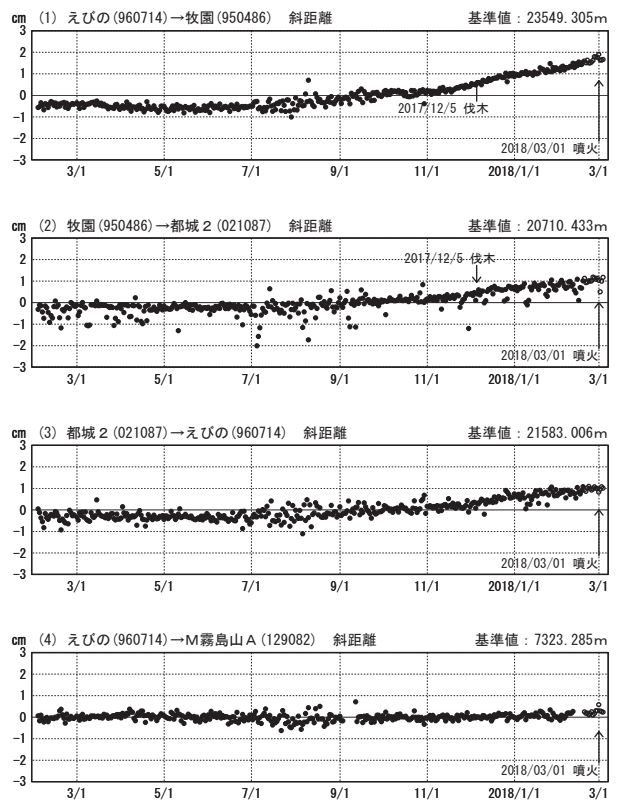 cm (1) えびの(960714)→牧園(950486) 斜距離 基準値：23549.305m
3
2
1
0
2017/12/5 伐木
-1
-2
2018/03/01 噴火
-3
3/1 5/1 7/1 9/1 11/1 2018/1/1 3/1
cm (2) 牧園(950486)→都城２(021087) 斜距離 基準値：20710.433m
3
2017/12/5 伐木
2
1
0
-1
-2
2018/03/01 噴火
-3
3/1 5/1 7/1 9/1 11/1 2018/1/1 3/1
cm (3) 都城２(021087)→えびの(960714) 斜距離 基準値：21583.006m
3
2
1
0
-1
-2
2018/03/01 噴火
-3
3/1 5/1 7/1 9/1 11/1 2018/1/1 3/1
cm (4) えびの(960714)→Ｍ霧島山Ａ(129082) 斜距離 基準値：7323.285m
3
2
1
0
-1
-2
2018/03/01 噴火
-3
3/1 5/1 7/1 9/1 11/1 2018/1/1 3/1